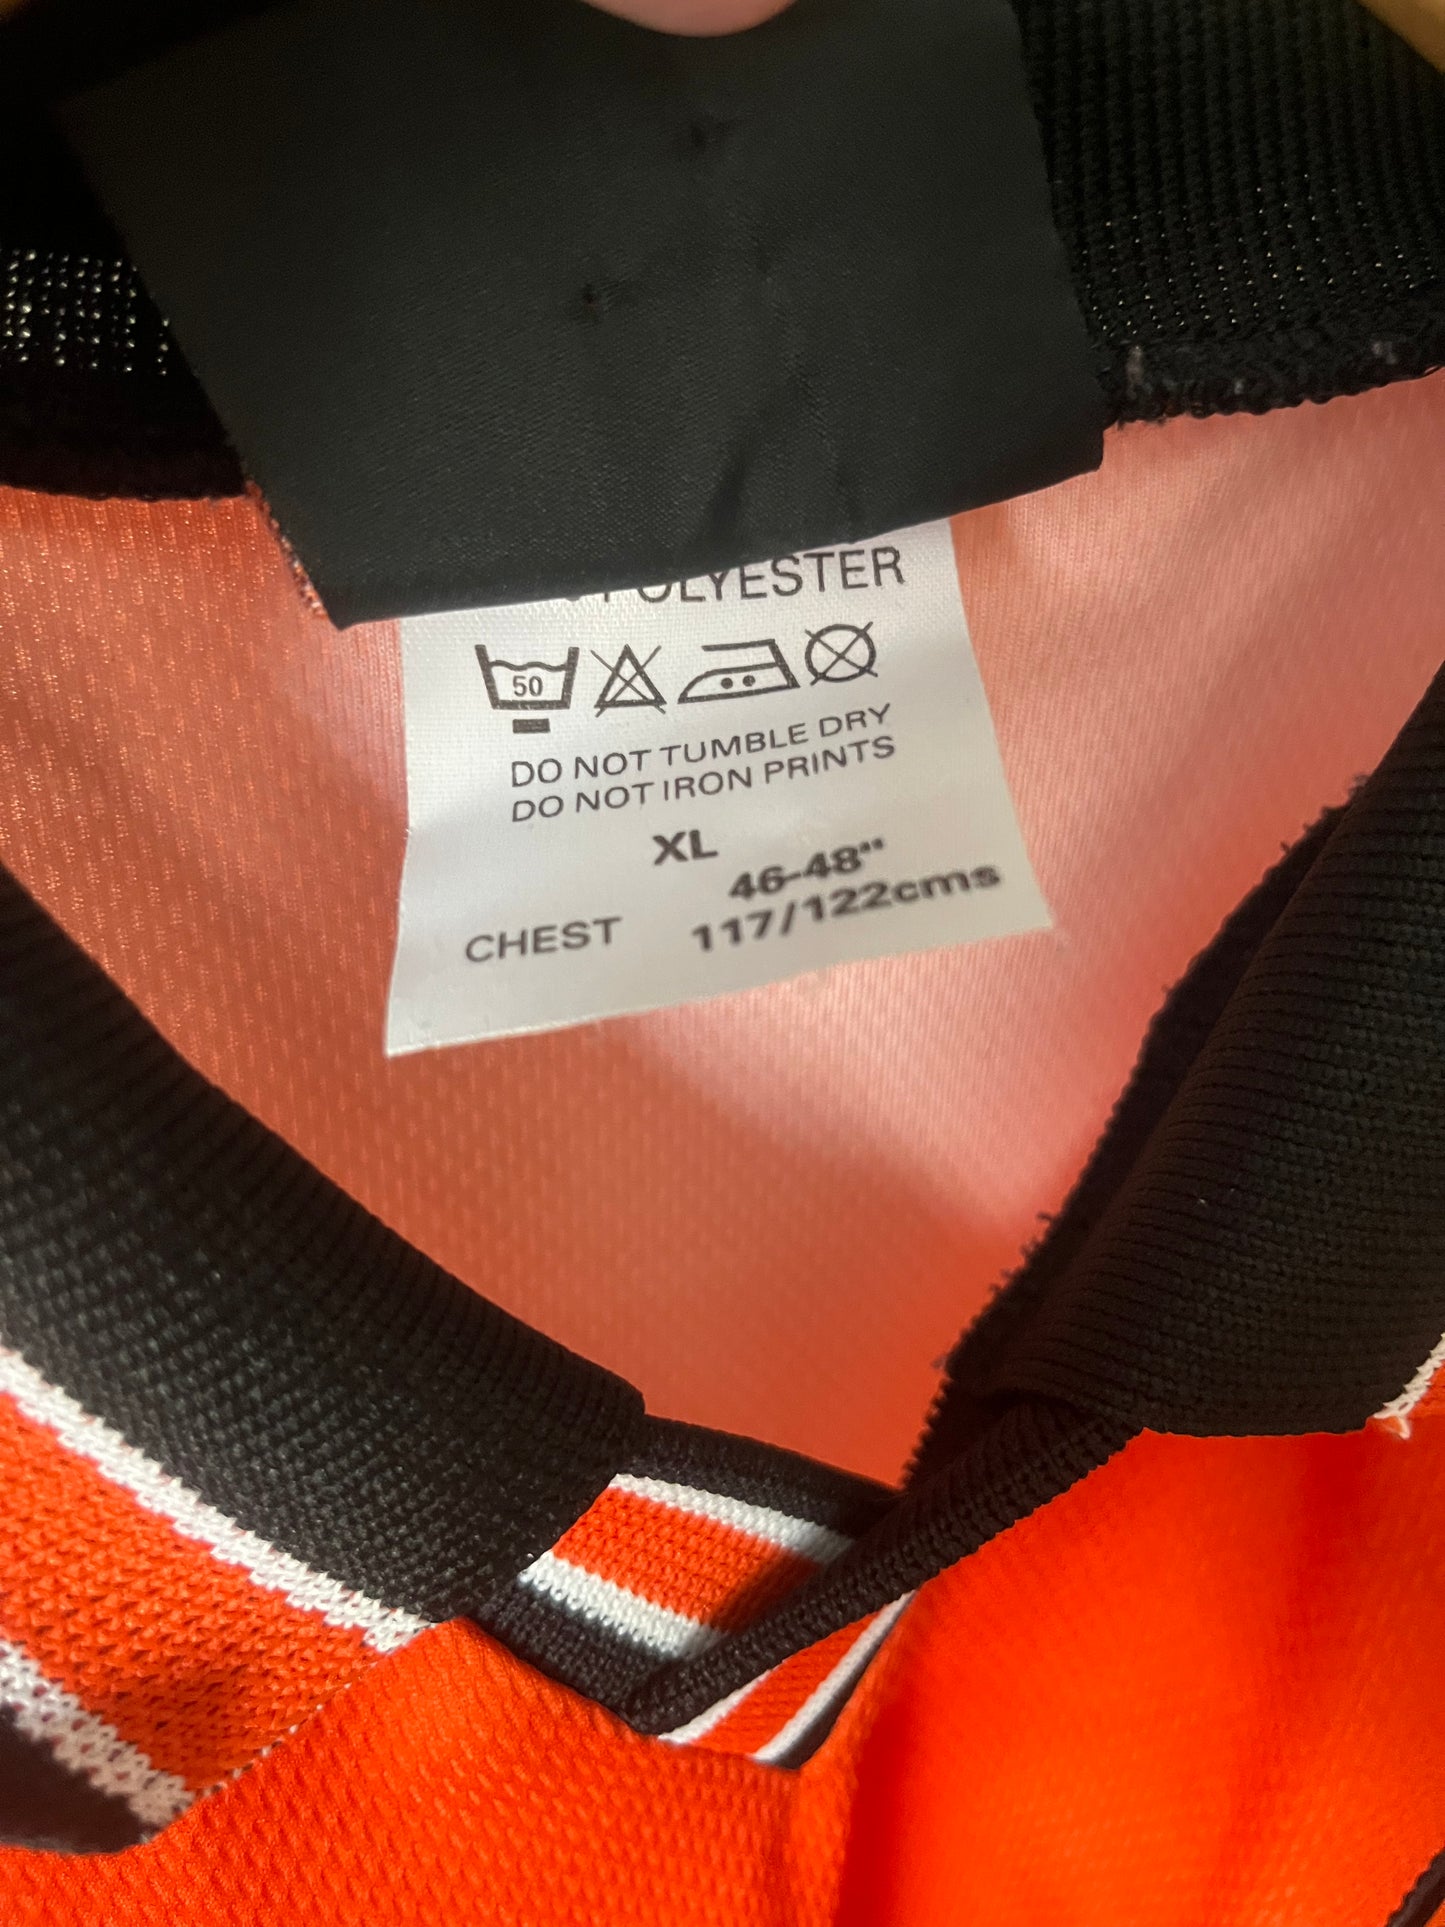 POLYESTER
50
DO NOT TUMBLE DRY
DO NOT IRON PRINTS
XL
46-48"
CHEST 117/122cms